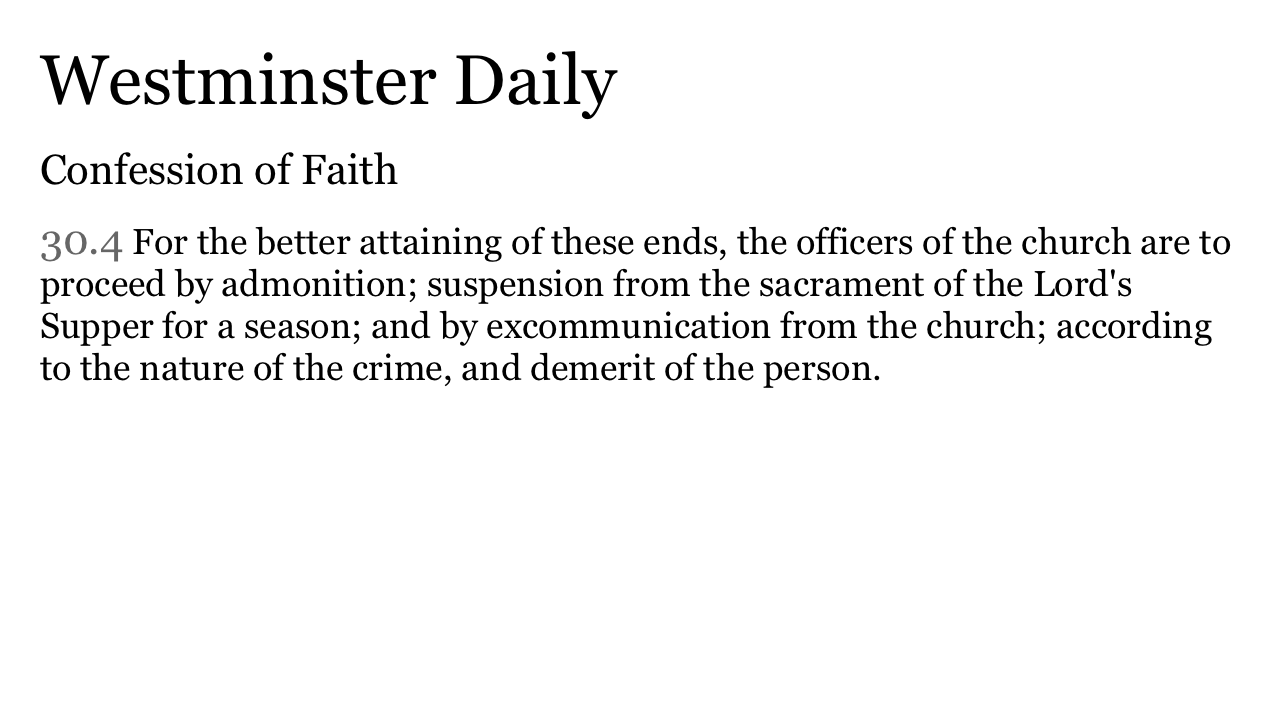 Westminster Daily
Confession of Faith
30.4 For the better attaining of these ends, the officers of the church are to
proceed by admonition; suspension from the sacrament of the Lord's
Supper for a season; and by excommunication from the church; according
to the nature of the crime, and demerit of the person.